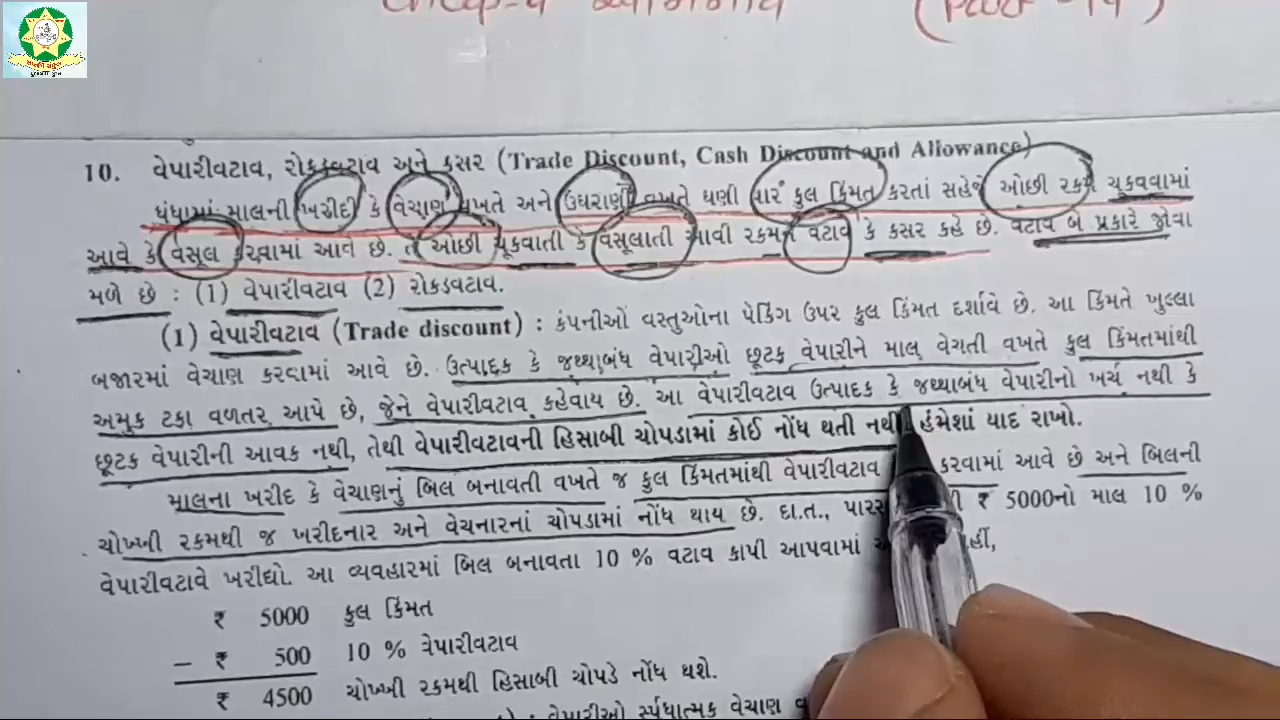 10. વેપારીવટાવ, રોકડવટાવ અને કસર (Trade Discount, Cash Discount and Allowance)
ધંધામાં માલની ખરીદી કે વેચાણ વખતે અને ઉઘરાણી વખતે ઘણી વાર કુલ કિંમત કરતાં સહેજ ઓછી રકમ ચૂકવવામાં
આવે કે વસૂલ કરવામાં આવે છે. તે ઓછી ચૂકવાતી કે વસૂલાતી આવી રકમને વટાવ કે કસર કહે છે. વટાવ બે પ્રકારે જોવા
મળે છે : (1) વેપારીવટાવ (2) રોકડવટાવ.
(1) વેપારીવટાવ (Trade discount) : કંપનીઓ વસ્તુઓના પેકિંગ ઉપર કુલ કિંમત દર્શાવે છે. આ કિંમતે ખુલ્લા
બજારમાં વેચાણ કરવામાં આવે છે. ઉત્પાદક કે જથ્થાબંધ વેપારીઓ છૂટક વેપારીને માલ વેચતી વખતે કુલ કિંમતમાંથી
અમુક ટકા વળતર આપે છે, જેને વેપારીવટાવ કહેવાય છે. આ વેપારીવટાવ ઉત્પાદક કે જથ્થાબંધ વેપારીનો ખર્ચ નથી કે
છૂટક વેપારીની આવક નથી, તેથી વેપારીવટાવની હિસાબી ચોપડામાં કોઈ નોંધ થતી નથી હંમેશાં યાદ રાખો.
માલના ખરીદ કે વેચાણનું બિલ બનાવતી વખતે જ કુલ કિંમતમાંથી વેપારીવટાવ કરવામાં આવે છે અને બિલની
ચોખ્ખી રકમથી જ ખરીદનાર અને વેચનારનાં ચોપડામાં નોંધ થાય છે. દા.ત., ₹ 5000નો માલ 10 %
વેપારીવટાવે ખરીદ્યો. આ વ્યવહારમાં બિલ બનાવતા 10 % વટાવ કાપી આપવામાં
₹ 5000 કુલ કિંમત
– ₹ 500 10 % વેપારીવટાવ
₹ 4500 ચોખ્ખી રકમથી હિસાબી ચોપડે નોંધ થશે.
: વેપારીઓ સ્પર્ધાત્મક વેચાણ